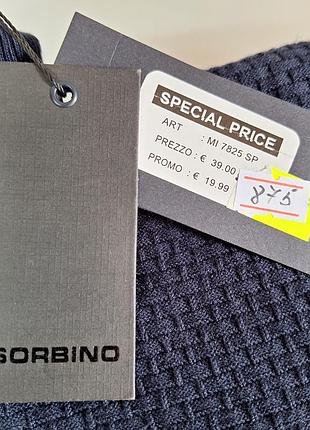 SPECIAL PRICE
ART : MI 7825 SP
PREZZO : € 39.00
PROMO : € 19.99
875
SORBINO